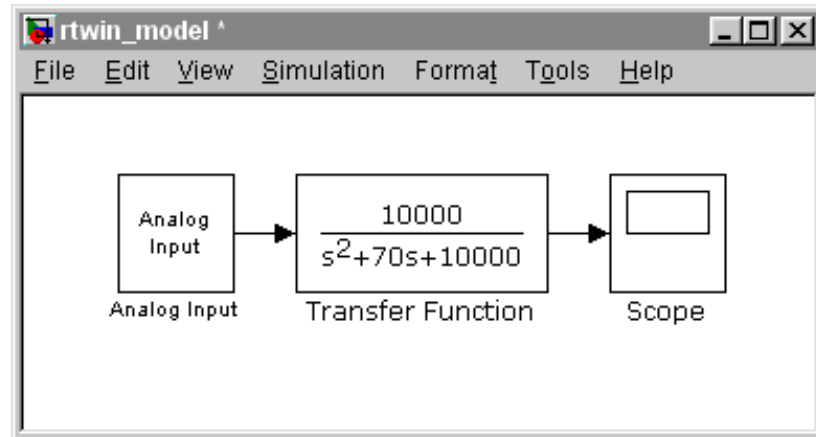 rtwin_model *
File Edit View Simulation Format Tools Help
Analog
Input
10000
s²+70s+10000
Analog Input
Transfer Function
Scope